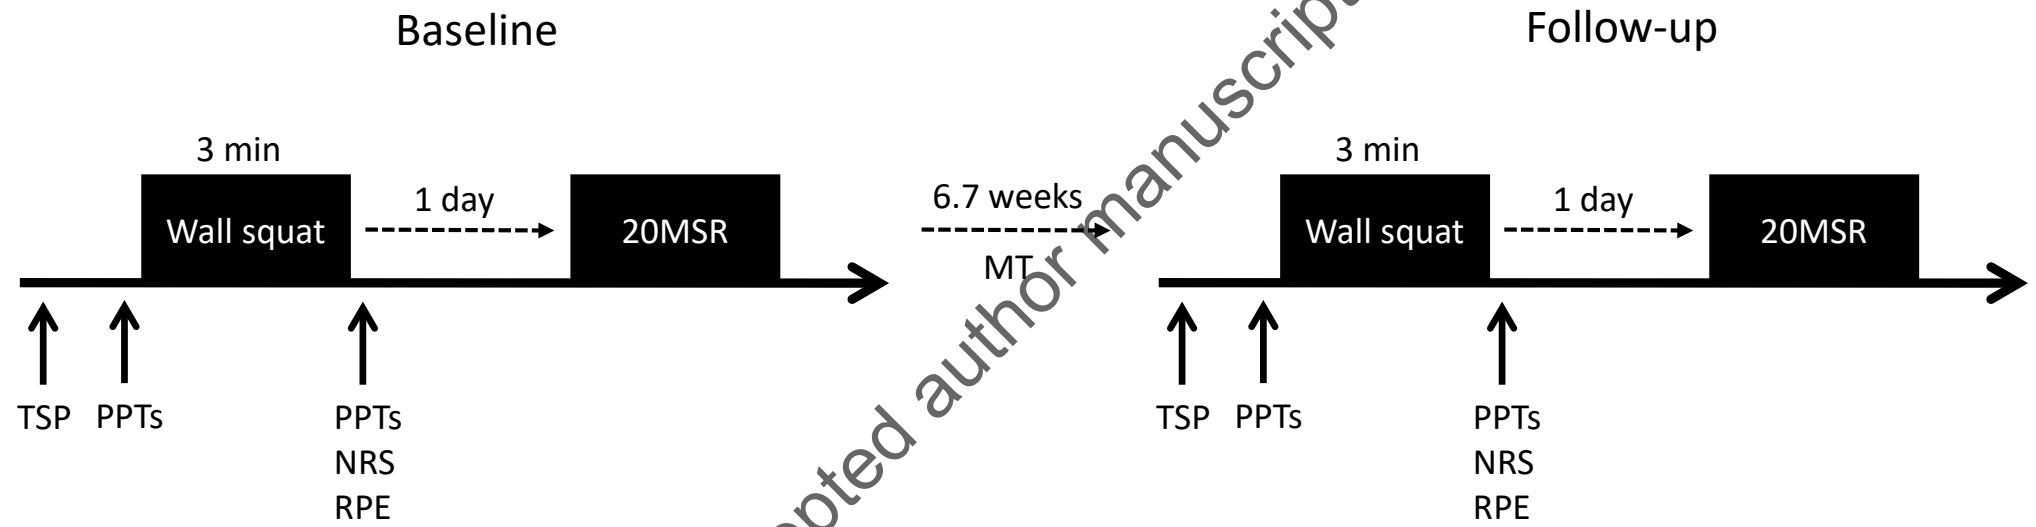 Baseline
Follow-up
3 min
Wall squat
1 day
20MSR
6.7 weeks
MT
3 min
Wall squat
1 day
20MSR
TSP PPTs
PPTs
NRS
RPE
TSP PPTs
PPTs
NRS
RPE
author manuscript